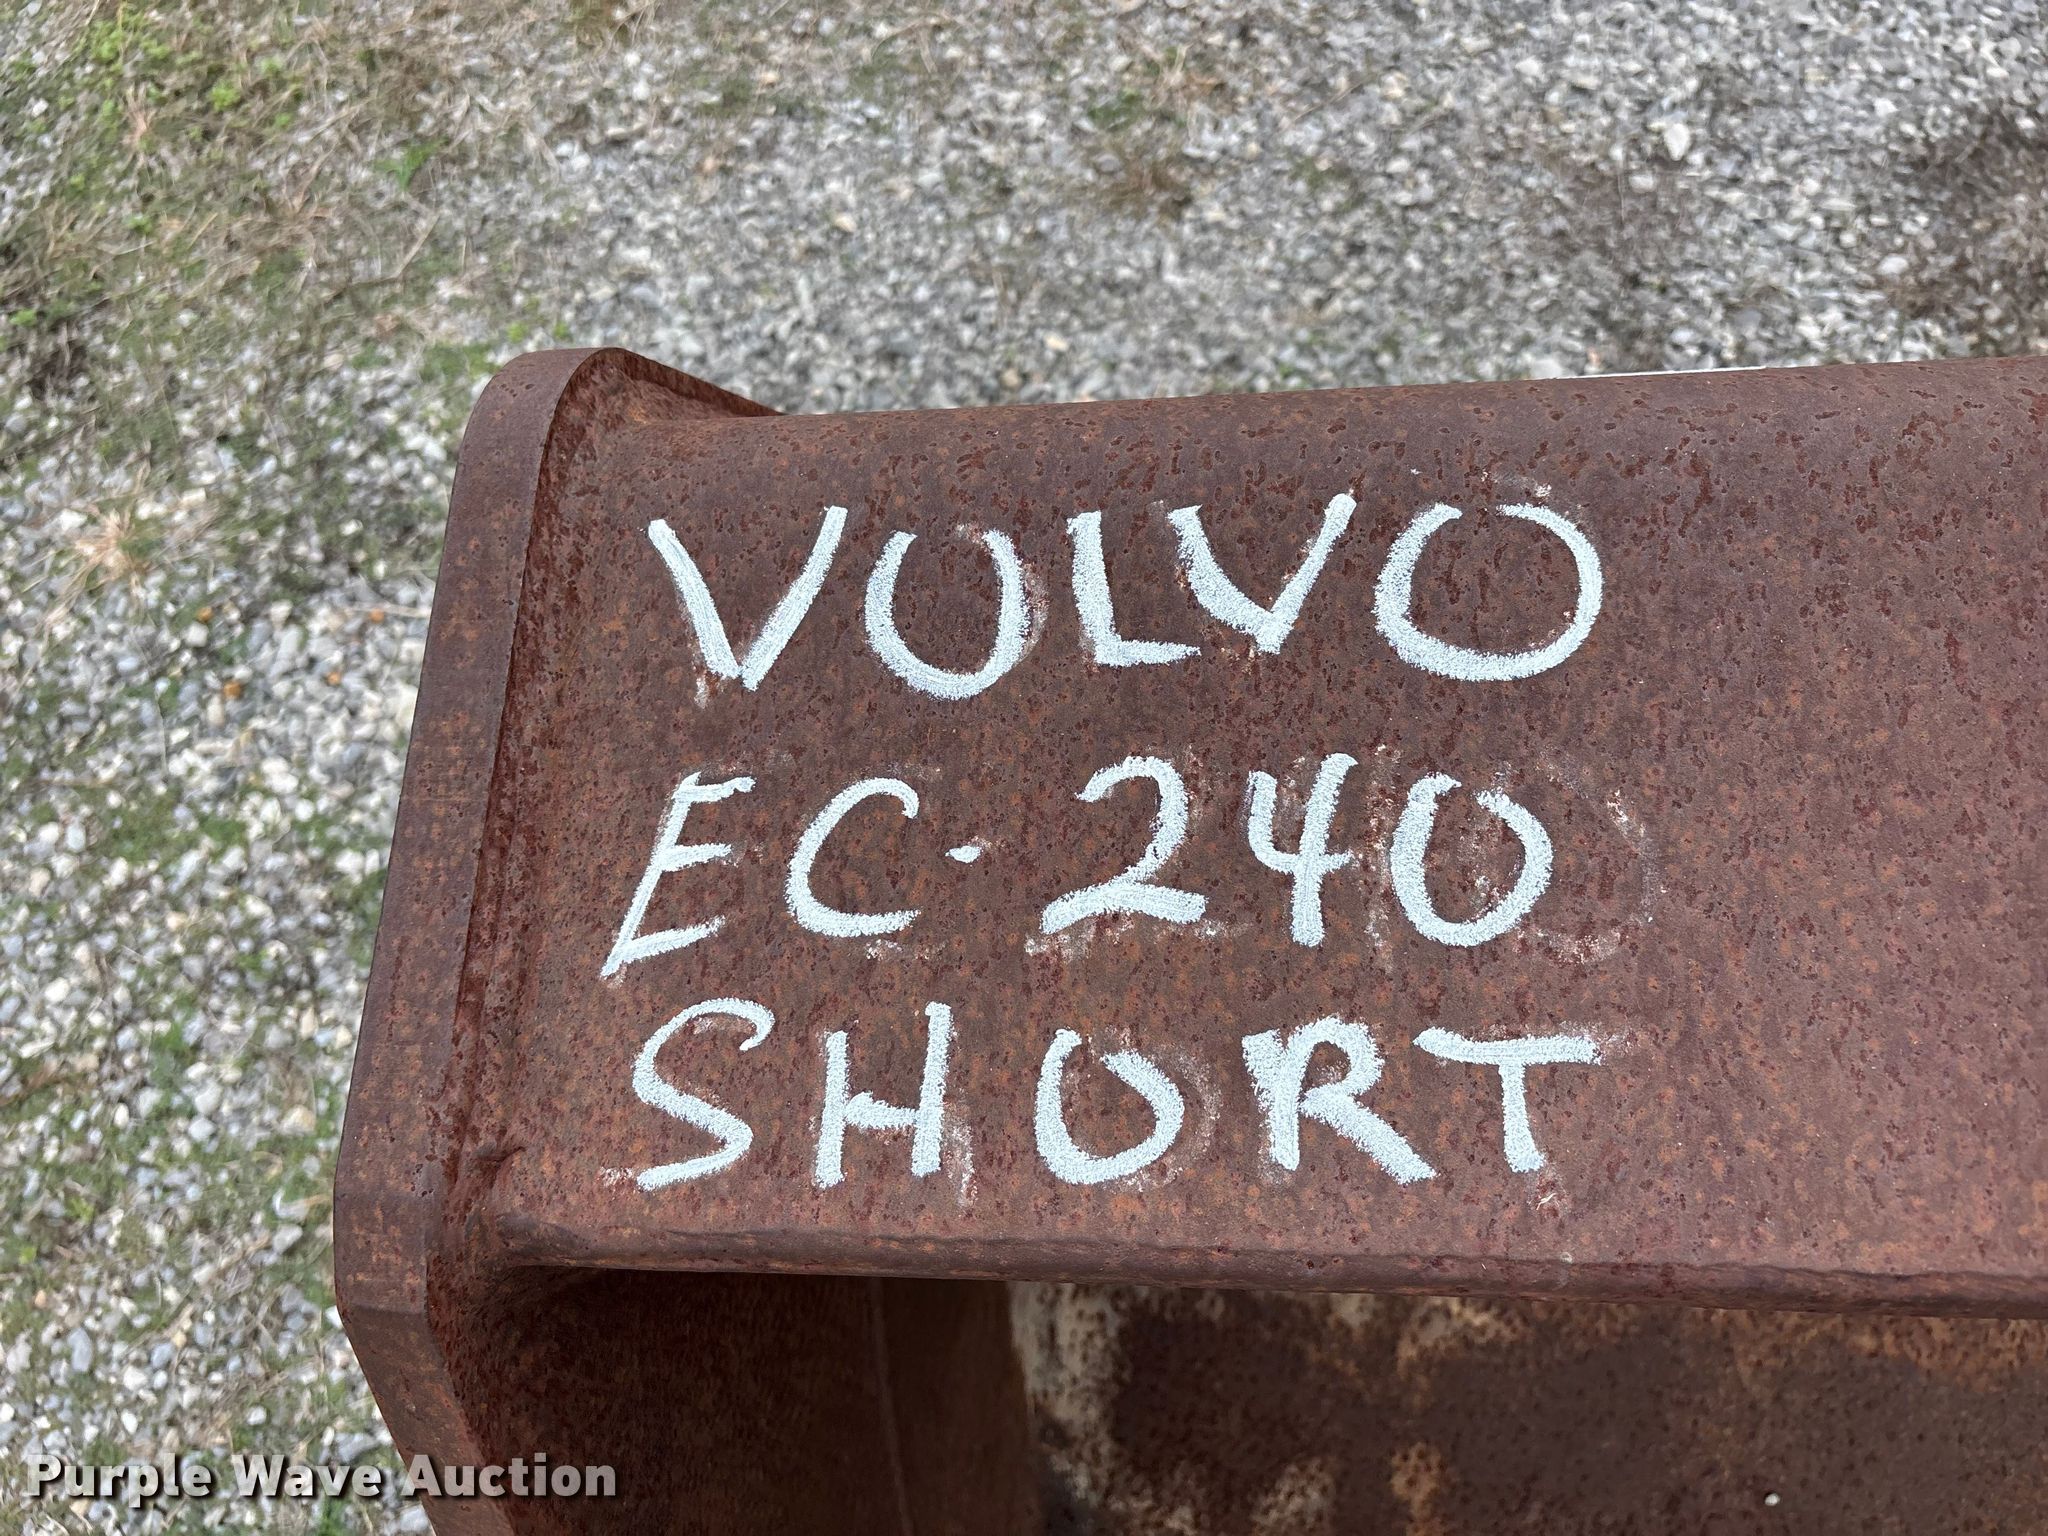 VOLVO
EC-240
SHORT
Purple Wave Auction